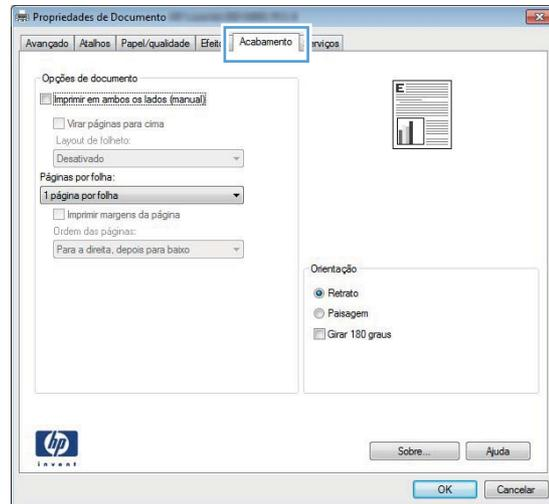 Propriedades de Documento
Avançado Atalhos Papel/qualidade Efeito Acabamento erviços
Opções de documento
Imprimir em ambos os lados (manual)
Virar páginas para cima
Layout de folheto:
Desativado
Páginas por folha:
1 página por folha
Imprimir margens da página
Ordem das páginas:
Para a direita, depois para baixo
E
Orientação
Retrato
Paisagem
Girar 180 graus
hp
invent
Sobre... Ajuda
OK Cancelar